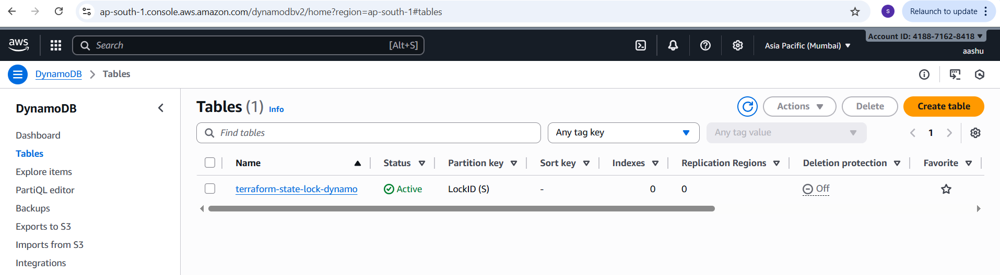 ap-south-1.console.aws.amazon.com/dynamodbv2/home?region=ap-south-1#tables
S
Relaunch to update
aws
Search
[Alt+S]
Asia Pacific (Mumbai)
Account ID: 4188-7162-8418
aashu
DynamoDB
Tables
DynamoDB
Dashboard
Tables
Explore items
PartiQL editor
Backups
Exports to S3
Imports from S3
Integrations
Tables (1) Info
Actions
Delete
Create table
Find tables
Any tag key
Any tag value
1
Name Status Partition key Sort key Indexes Replication Regions Deletion protection Favorite
terraform-state-lock-dynamo Active LockID (S) - 0 0 Off